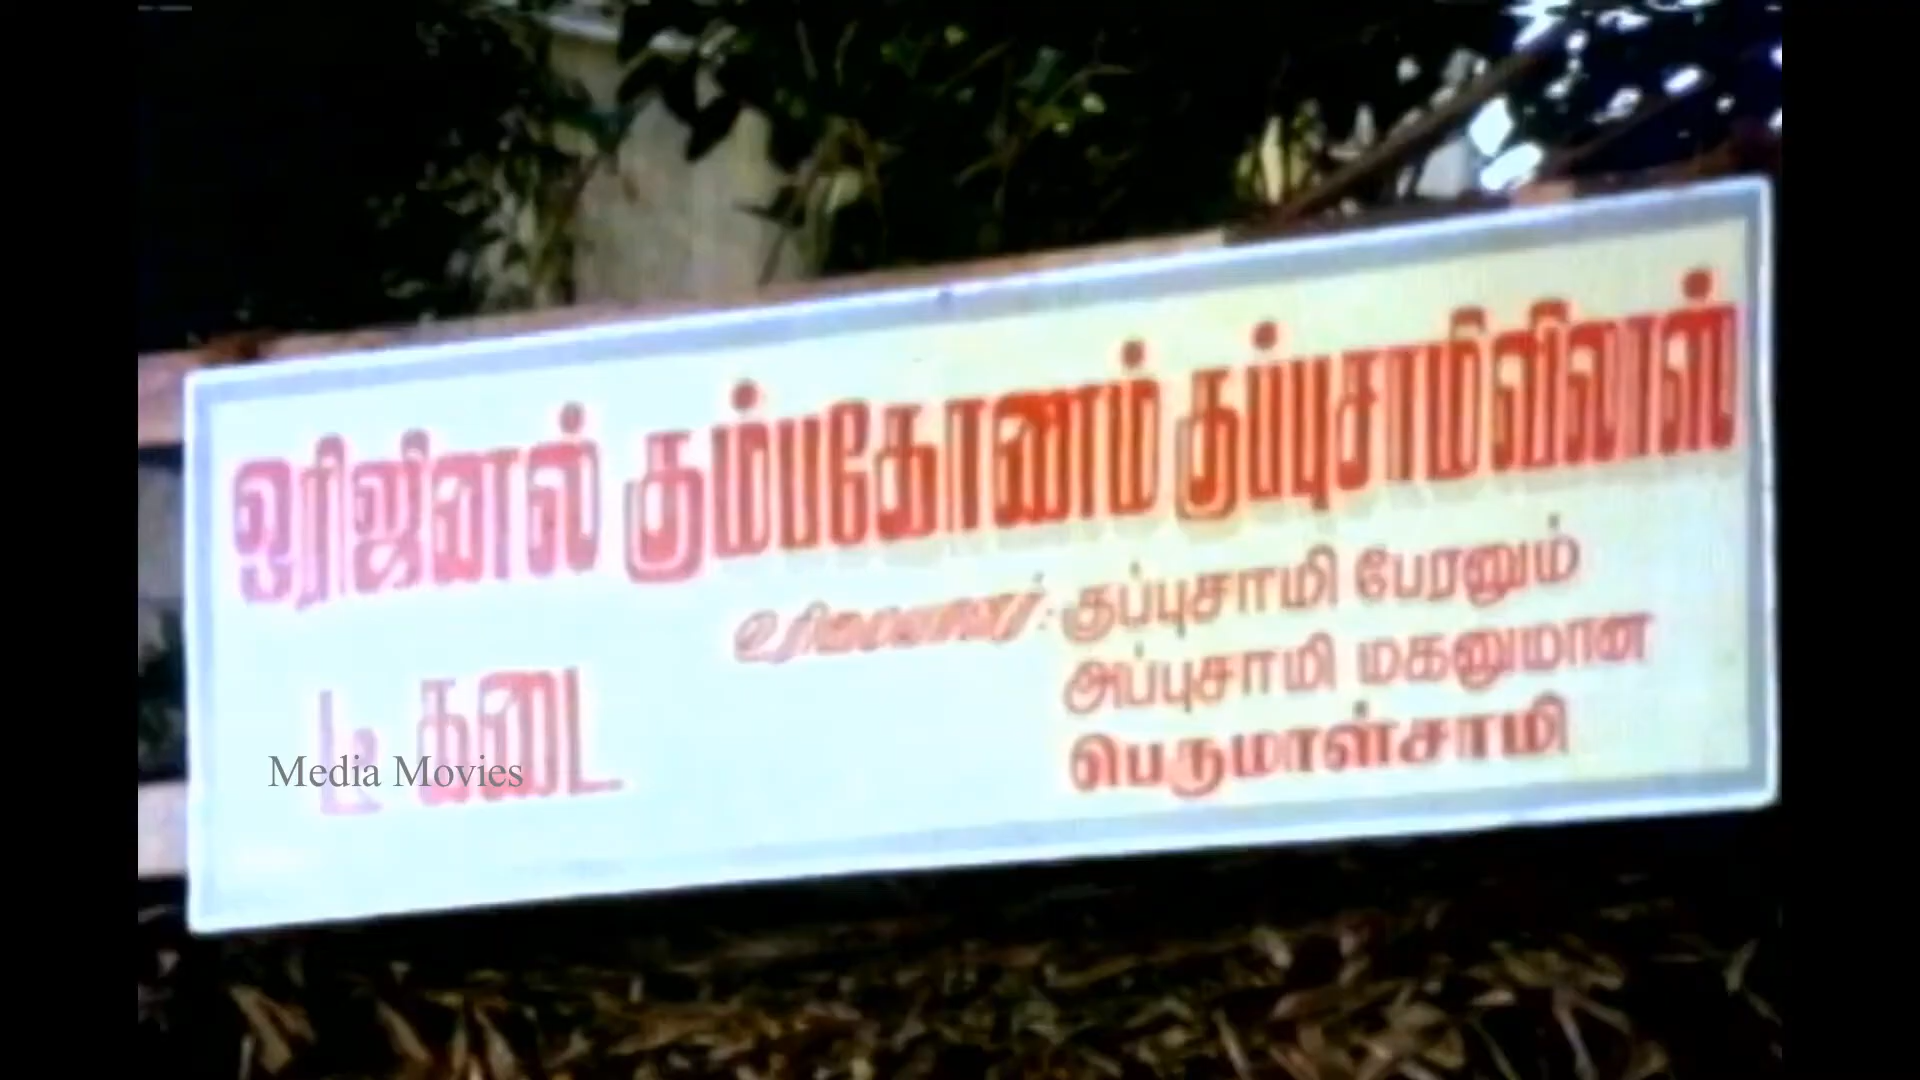 ஒரிஜினல் கும்பகோணம் குப்புசாமிவிலாஸ்
உரிமையாளர்: குப்புசாமி பேரனும்
அப்புசாமி மகனுமான
பெருமாள்சாமி
டீ கடை
Media Movies